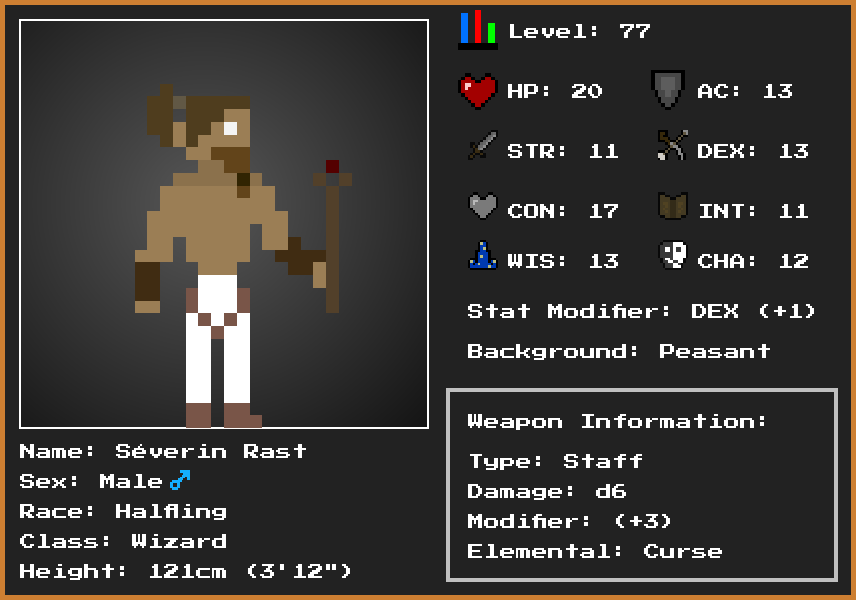 Level: 77
HP: 20
AC: 13
STR: 11
DEX: 13
CON: 17
INT: 11
WIS: 13
CHA: 12
Stat Modifier: DEX (+1)
Background: Peasant
Weapon Information:
Type: Staff
Damage: d6
Modifier: (+3)
Elemental: Curse
Name: Séverin Rast
Sex: Male♂
Race: Halfling
Class: Wizard
Height: 121cm (3'12")